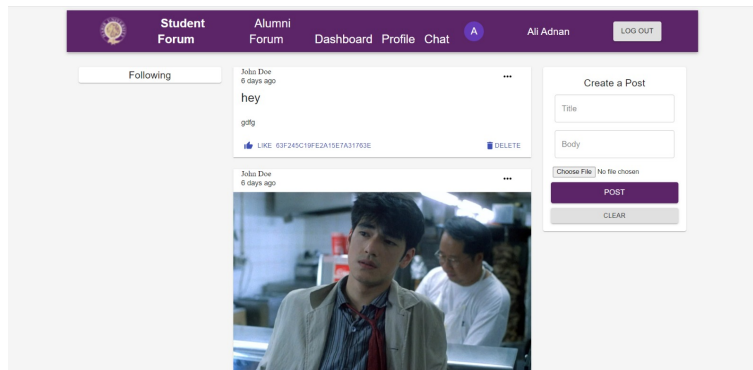 Student Forum
Alumni Forum
Dashboard
Profile
Chat
A
Ali Adnan
LOG OUT
Following
John Doe
6 days ago
•••
hey
gdfg
LIKE 63F245C19FE2A15E7A31763E
DELETE
John Doe
6 days ago
•••
Create a Post
Title
Body
Choose File No file chosen
POST
CLEAR